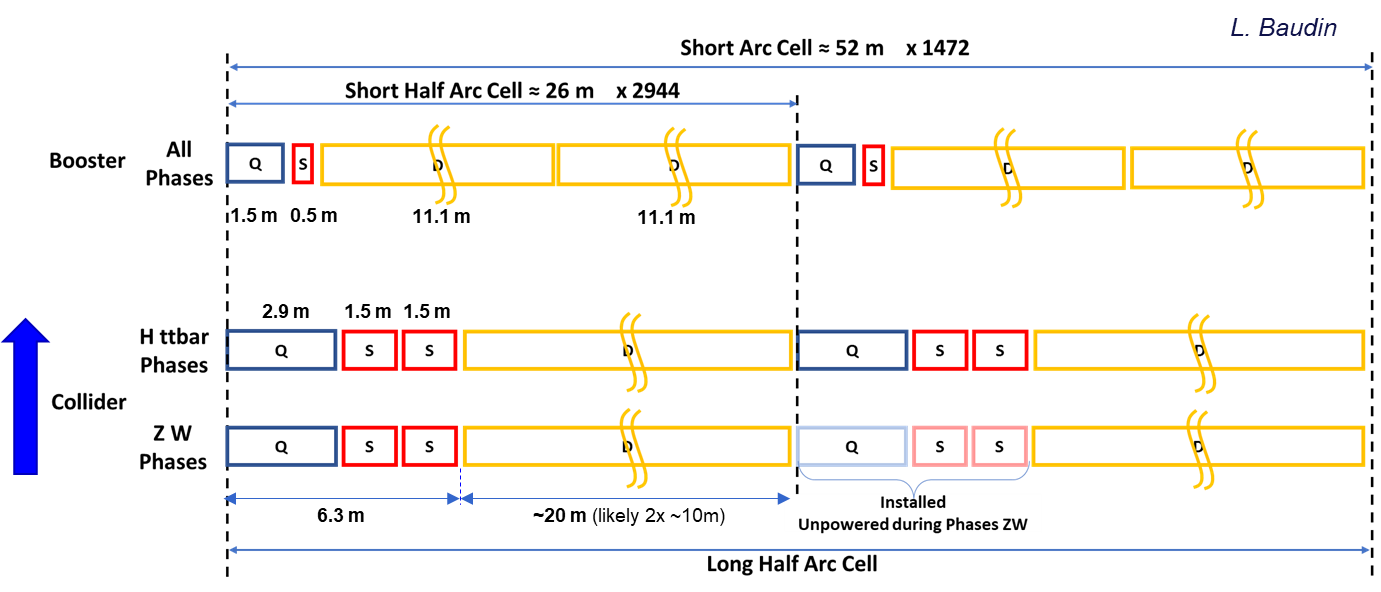 L. Baudin
Short Arc Cell ≈ 52 m x 1472
Short Half Arc Cell ≈ 26 m x 2944
Booster
All
Phases
Q S D D Q S D D
1.5 m 0.5 m 11.1 m 11.1 m
2.9 m 1.5 m 1.5 m
H ttbar
Phases
Q S S D Q S S D
Collider
Z W
Phases
Q S S D Q S S D
6.3 m
~20 m (likely 2x ~10m)
Installed
Unpowered during Phases ZW
Long Half Arc Cell